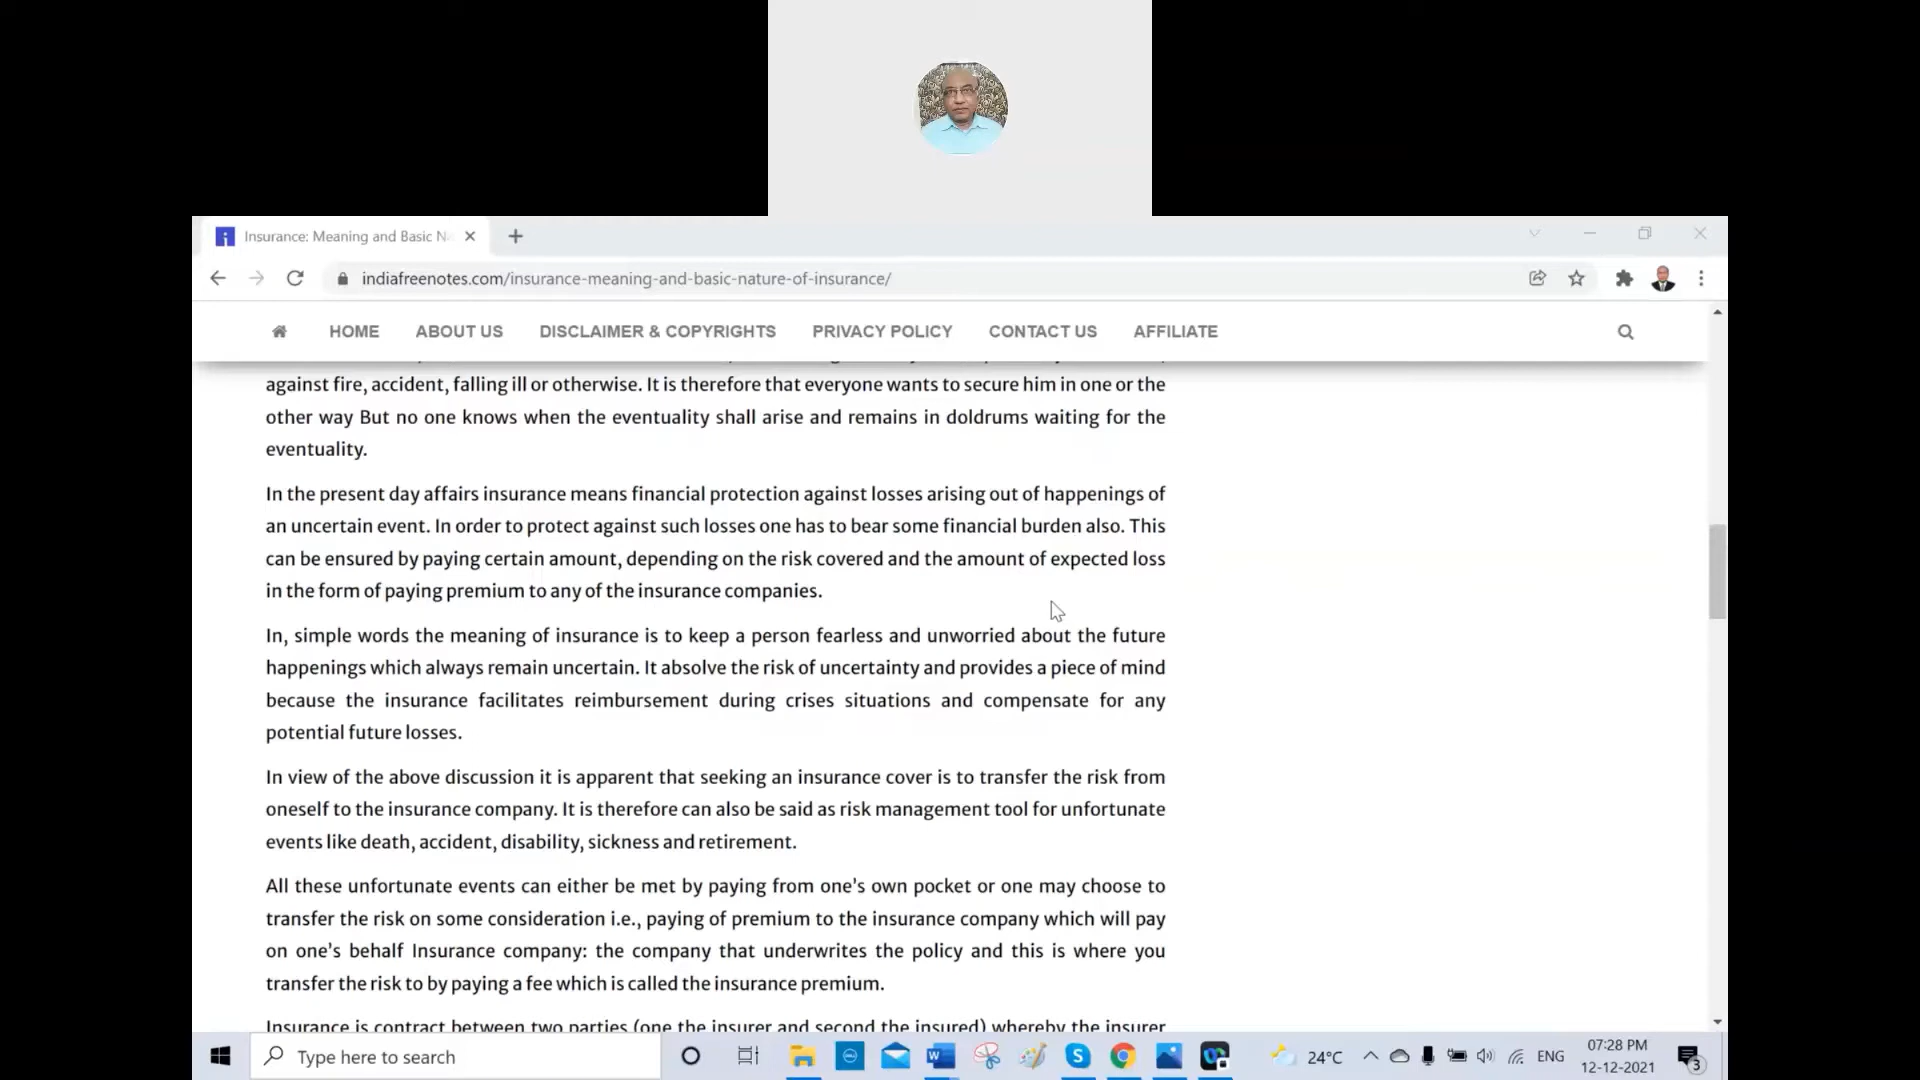 Insurance: Meaning and Basic N
indiafreenotes.com/insurance-meaning-and-basic-nature-of-insurance/
HOME ABOUT US DISCLAIMER & COPYRIGHTS PRIVACY POLICY CONTACT US AFFILIATE
against fire, accident, falling ill or otherwise. It is therefore that everyone wants to secure him in one or the
other way But no one knows when the eventuality shall arise and remains in doldrums waiting for the
eventuality.
In the present day affairs insurance means financial protection against losses arising out of happenings of
an uncertain event. In order to protect against such losses one has to bear some financial burden also. This
can be ensured by paying certain amount, depending on the risk covered and the amount of expected loss
in the form of paying premium to any of the insurance companies.
In, simple words the meaning of insurance is to keep a person fearless and unworried about the future
happenings which always remain uncertain. It absolve the risk of uncertainty and provides a piece of mind
because the insurance facilitates reimbursement during crises situations and compensate for any
potential future losses.
In view of the above discussion it is apparent that seeking an insurance cover is to transfer the risk from
oneself to the insurance company. It is therefore can also be said as risk management tool for unfortunate
events like death, accident, disability, sickness and retirement.
All these unfortunate events can either be met by paying from one's own pocket or one may choose to
transfer the risk on some consideration i.e., paying of premium to the insurance company which will pay
on one's behalf Insurance company: the company that underwrites the policy and this is where you
transfer the risk to by paying a fee which is called the insurance premium.
Insurance is contract between two parties (one the insurer and second the insured) whereby the insurer
Type here to search
24°C
ENG
07:28 PM
12-12-2021
3